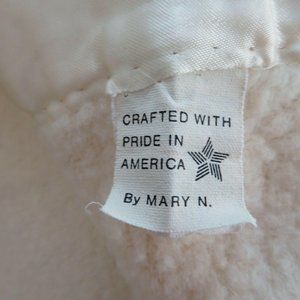 CRAFTED WITH
PRIDE IN
AMERICA
By MARY N.